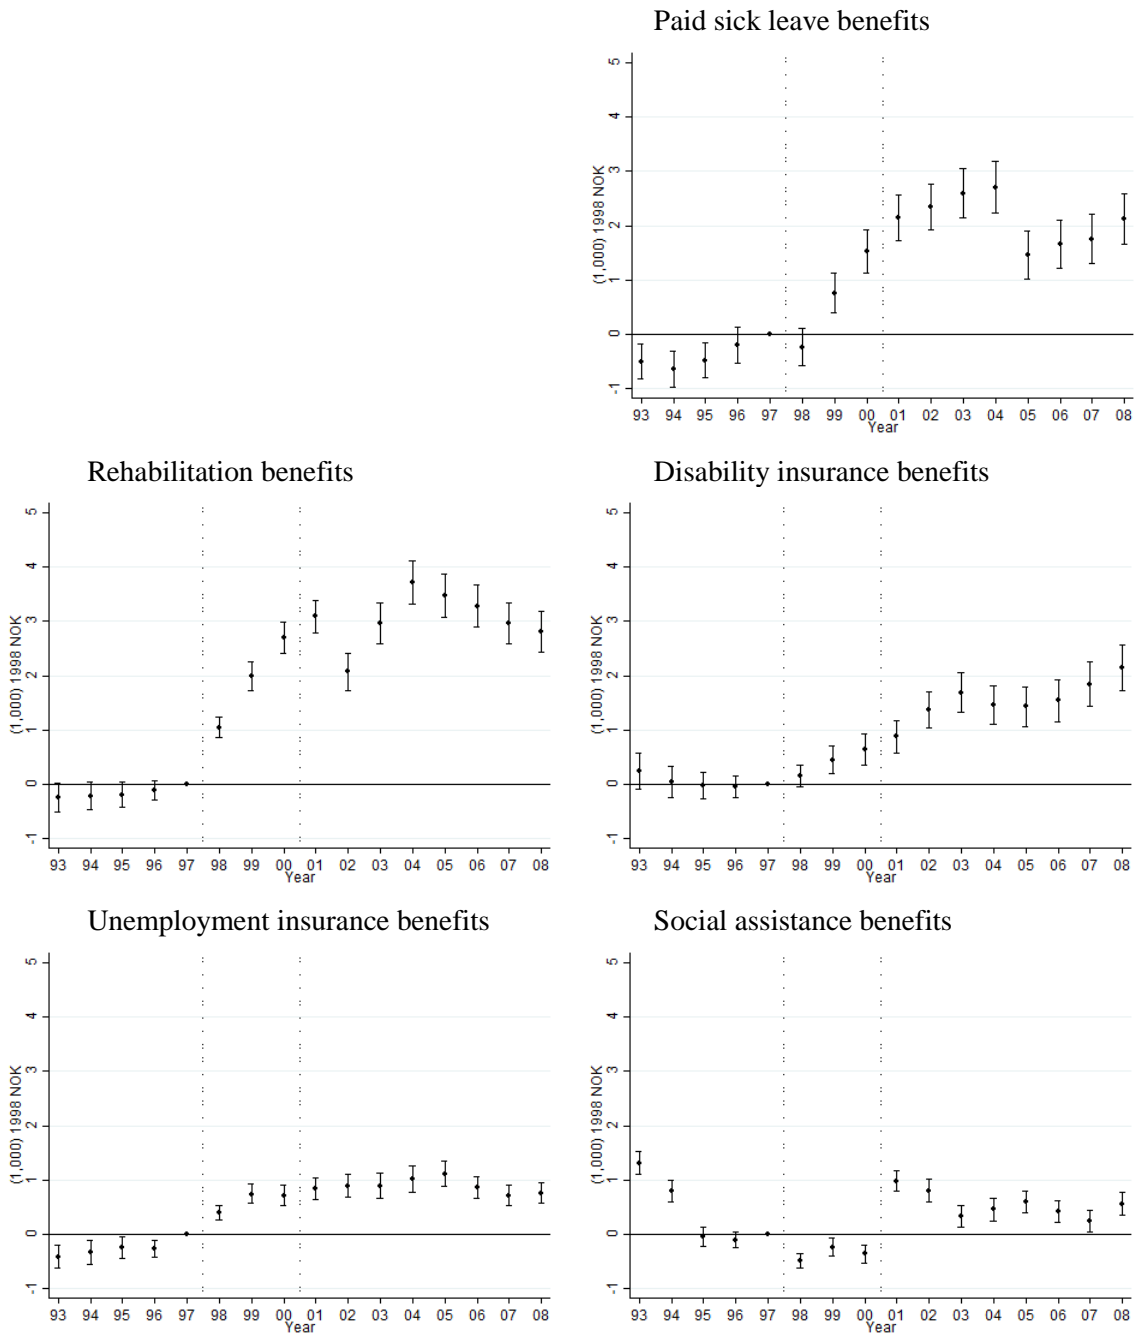 Paid sick leave benefits
5
4
3
2
1
0
-1
(1,000) 1998 NOK
93 94 95 96 97 98 99 00 01 02 03 04 05 06 07 08
Year
Rehabilitation benefits
5
4
3
2
1
0
-1
(1,000) 1998 NOK
93 94 95 96 97 98 99 00 01 02 03 04 05 06 07 08
Year
Disability insurance benefits
5
4
3
2
1
0
-1
(1,000) 1998 NOK
93 94 95 96 97 98 99 00 01 02 03 04 05 06 07 08
Year
Unemployment insurance benefits
5
4
3
2
1
0
-1
(1,000) 1998 NOK
93 94 95 96 97 98 99 00 01 02 03 04 05 06 07 08
Year
Social assistance benefits
5
4
3
2
1
0
-1
(1,000) 1998 NOK
93 94 95 96 97 98 99 00 01 02 03 04 05 06 07 08
Year